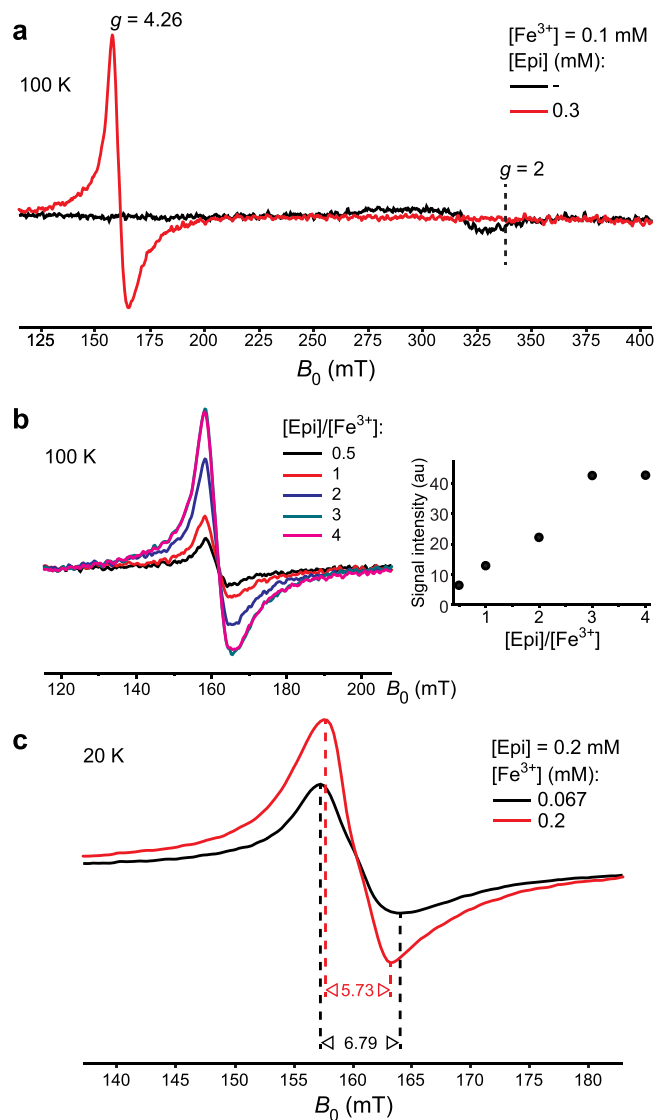 a
g = 4.26
[Fe³⁺] = 0.1 mM
[Epi] (mM):
100 K
-
0.3
g = 2
125 150 175 200 225 250 275 300 325 350 375 400
B₀ (mT)
b
[Epi]/[Fe³⁺]:
100 K
0.5
1
2
3
4
Signal intensity (au)
40
30
20
10
0
1 2 3 4
[Epi]/[Fe³⁺]
120 140 160 180 200 B₀ (mT)
c
20 K
[Epi] = 0.2 mM
[Fe³⁺] (mM):
0.067
0.2
5.73
6.79
140 145 150 155 160 165 170 175 180
B₀ (mT)